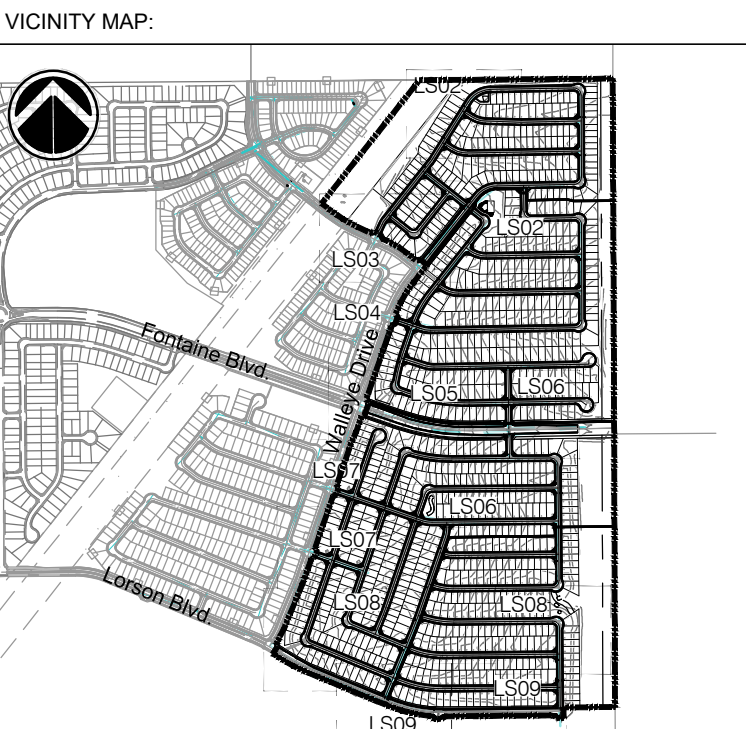 VICINITY MAP:
LS02
LS02
LS03
LS04
Fontaine Blvd.
Walleye Drive
LS05
LS06
LS07
LS06
LS07
Lorson Blvd.
LS08
LS08
LS09
LS09